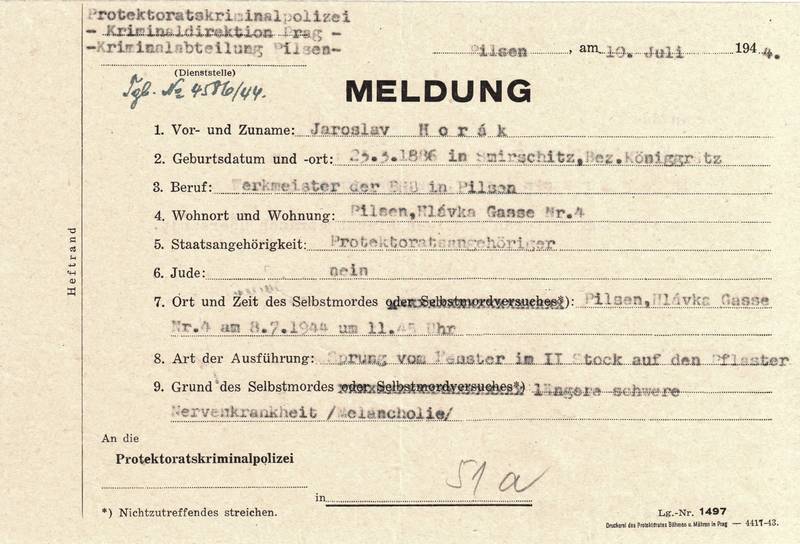 Protektoratskriminalpolizei
- Kriminaldirektion Prag -
-Kriminalabteilung Pilsen-
Pilsen, am 10. Juli 1944.
(Dienststelle)
Tgb. No 4586/44.
MELDUNG
1. Vor- und Zuname: Jaroslav Horák
2. Geburtsdatum und -ort: 23.3.1886 in Smirschitz, Bez.Königgrätz
3. Beruf: Werkmeister der BMB in Pilsen
4. Wohnort und Wohnung: Pilsen, Hlávka Gasse Nr.4
5. Staatsangehörigkeit: Protektoratsangehöriger
6. Jude: nein
7. Ort und Zeit des Selbstmordes oder Selbstmordversuches*): Pilsen, Hlávka Gasse
Nr.4 am 8.7.1944 um 11.45 Uhr
8. Art der Ausführung: Sprung vom Fenster im II Stock auf den Pflaster
9. Grund des Selbstmordes oder Selbstmordversuches*) längere schwere
Nervenkrankheit /Melancholie/
Heftrand
An die
Protektoratskriminalpolizei
51a
in
*) Nichtzutreffendes streichen.
Lg.-Nr. 1497
Druckerei des Protektorates Böhmen u. Mähren in Prag — 4417-43.